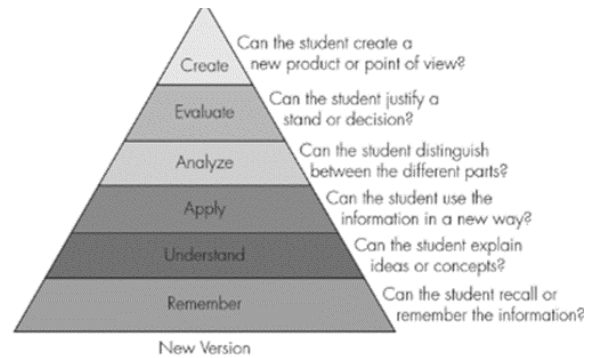 Create
Can the student create a
new product or point of view?
Evaluate
Can the student justify a
stand or decision?
Analyze
Can the student distinguish
between the different parts?
Apply
Can the student use the
information in a new way?
Understand
Can the student explain
ideas or concepts?
Remember
Can the student recall or
remember the information?
New Version